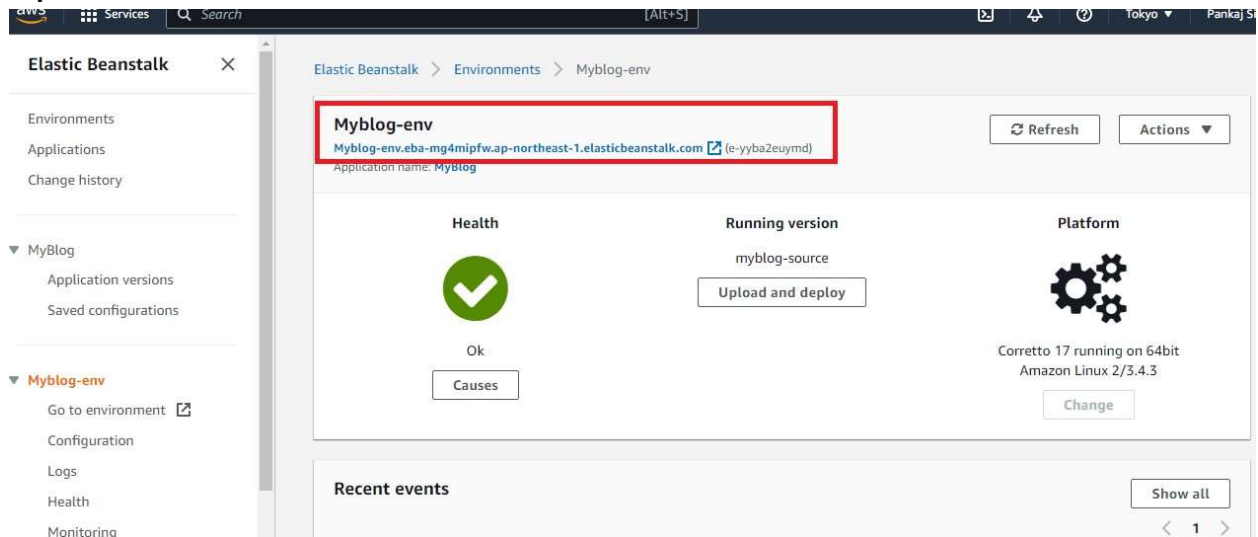 aws Services Search [Alt+S] Tokyo ▼ Pankaj
Elastic Beanstalk
Environments
Applications
Change history
▼ MyBlog
Application versions
Saved configurations
▼ Myblog-env
Go to environment
Configuration
Logs
Health
Monitoring
Elastic Beanstalk > Environments > Myblog-env
Myblog-env
Myblog-env.eba-mg4mipfw.ap-northeast-1.elasticbeanstalk.com (e-yyba2euymd)
Application name: MyBlog
Refresh
Actions ▼
Health
Ok
Causes
Running version
myblog-source
Upload and deploy
Platform
Corretto 17 running on 64bit
Amazon Linux 2/3.4.3
Change
Recent events
Show all
< 1 >